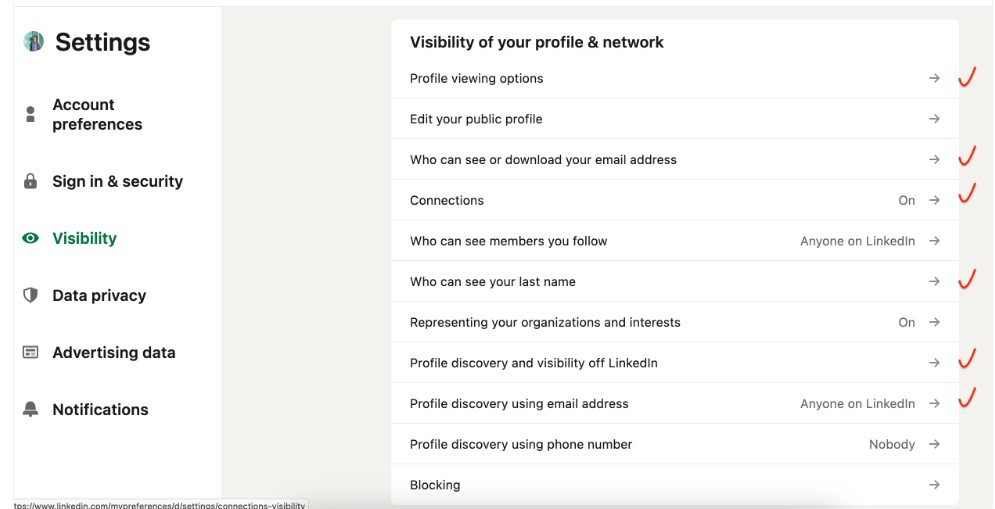 Settings
Account
preferences
Sign in & security
Visibility
Data privacy
Advertising data
Notifications
Visibility of your profile & network
Profile viewing options
Edit your public profile
Who can see or download your email address
Connections On
Who can see members you follow Anyone on LinkedIn
Who can see your last name
Representing your organizations and interests On
Profile discovery and visibility off LinkedIn
Profile discovery using email address Anyone on LinkedIn
Profile discovery using phone number Nobody
Blocking
tps://www.linkedin.com/mypreferences/d/settings/connections-visibility